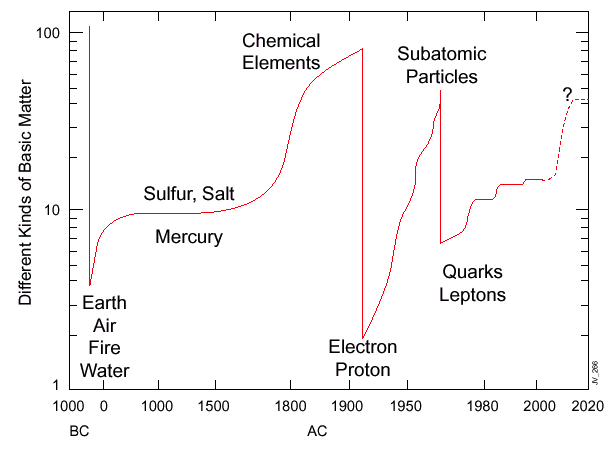 100
Chemical
Elements
Subatomic
Particles
?
Different Kinds of Basic Matter
Sulfur, Salt
10
Mercury
Quarks
Leptons
Earth
Air
Fire
Water
Electron
Proton
JV_266
1
1000 0 1000 1500 1800 1900 1950 1980 2000 2020
BC AC